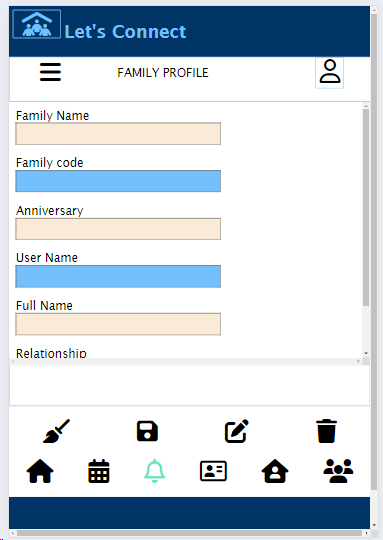 Let's Connect
FAMILY PROFILE
Family Name
Family code
Anniversary
User Name
Full Name
Relationship